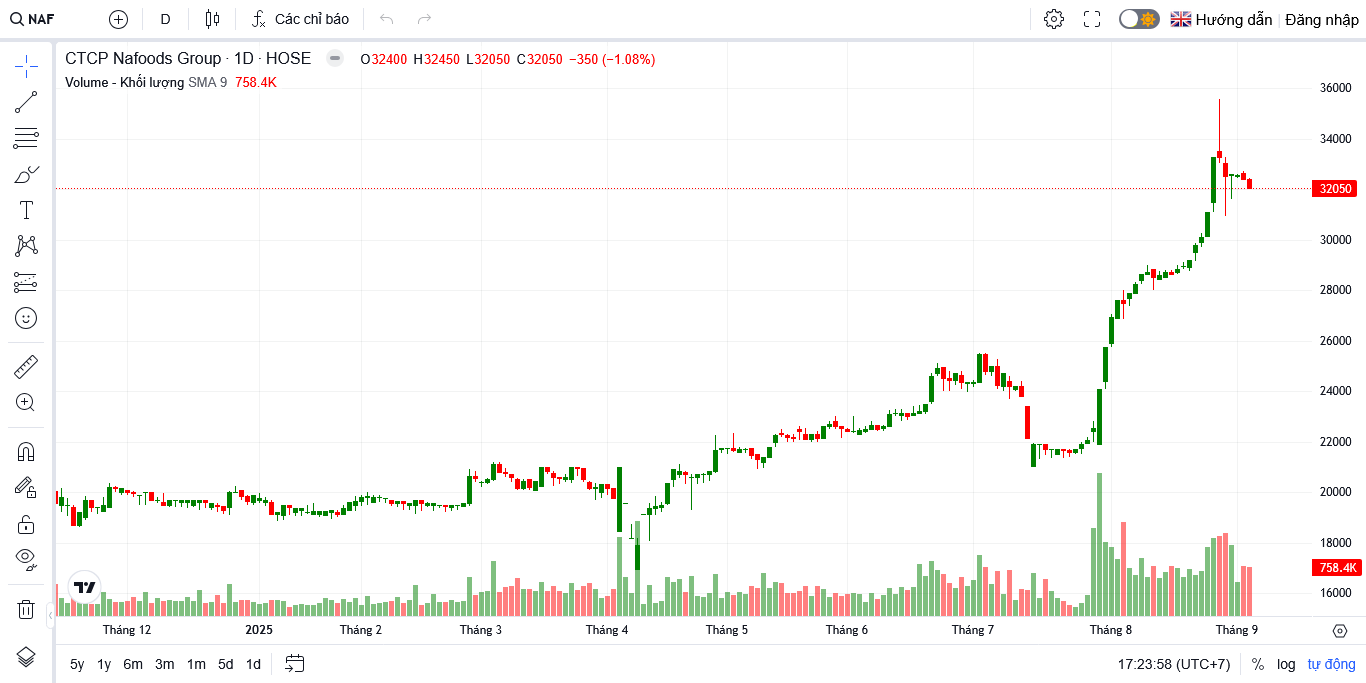 NAF D Các chỉ báo Hướng dẫn Đăng nhập
CTCP Nafoods Group · 1D · HOSE O32400 H32450 L32050 C32050 −350 (−1.08%)
Volume - Khối lượng SMA 9 758.4K
36000
34000
32050
30000
28000
26000
24000
22000
20000
18000
758.4K
16000
Tháng 12 2025 Tháng 2 Tháng 3 Tháng 4 Tháng 5 Tháng 6 Tháng 7 Tháng 8 Tháng 9
5y 1y 6m 3m 1m 5d 1d 17:23:58 (UTC+7) % log tự động